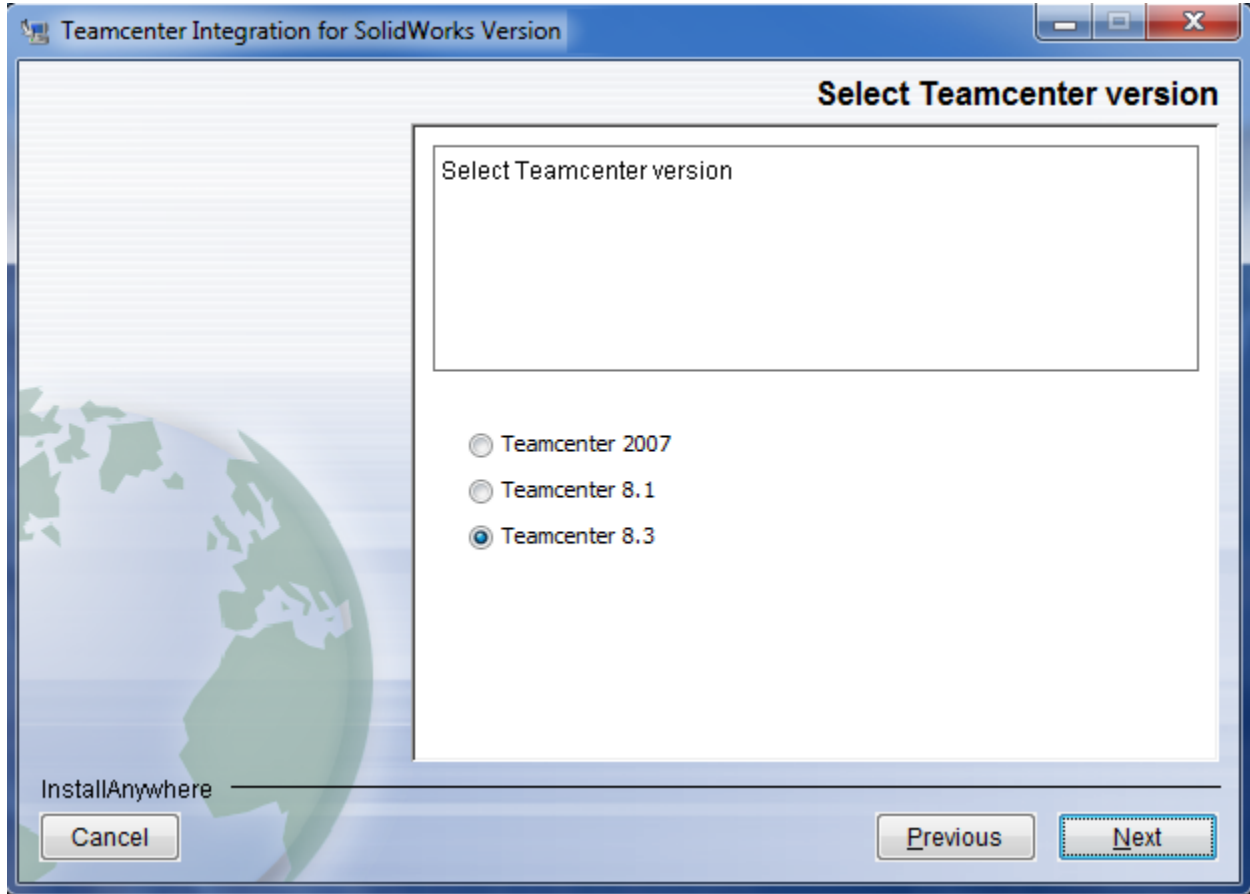 Teamcenter Integration for SolidWorks Version
Select Teamcenter version
Select Teamcenter version
Teamcenter 2007
Teamcenter 8.1
Teamcenter 8.3
InstallAnywhere
Cancel
Previous
Next